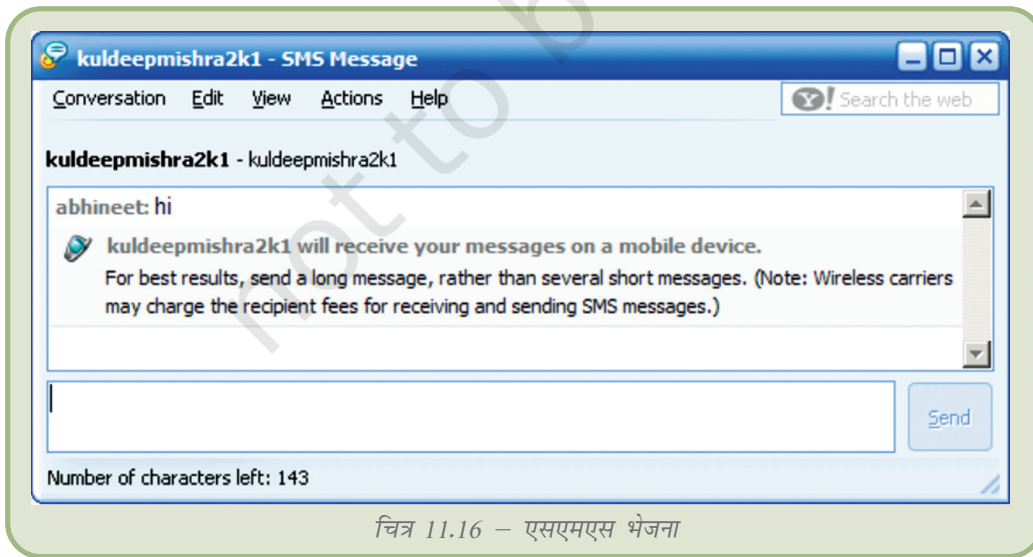 kuldeepmishra2k1 - SMS Message
Conversation Edit View Actions Help
Y! Search the web
kuldeepmishra2k1 - kuldeepmishra2k1
abhineet: hi
kuldeepmishra2k1 will receive your messages on a mobile device.
For best results, send a long message, rather than several short messages. (Note: Wireless carriers
may charge the recipient fees for receiving and sending SMS messages.)
Send
Number of characters left: 143
चित्र 11.16 – एसएमएस भेजना
not to b